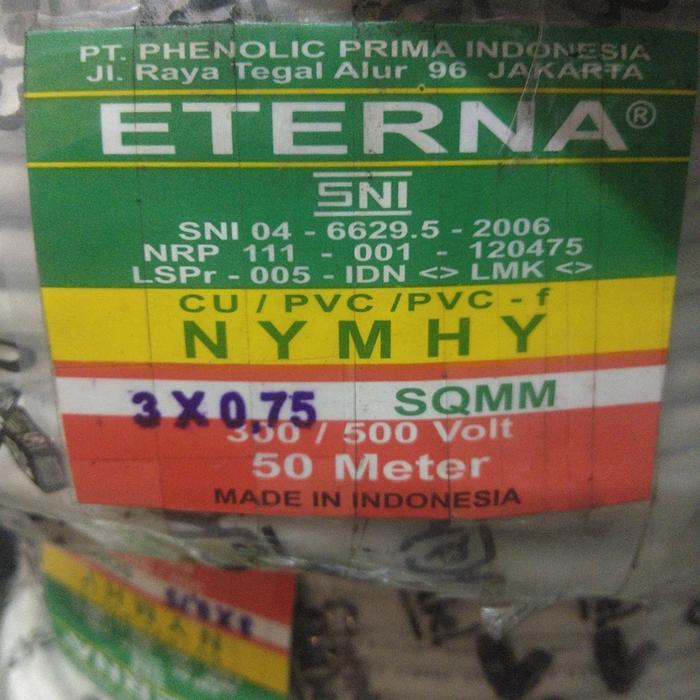 PT. PHENOLIC PRIMA INDONESIA
Jl. Raya Tegal Alur 96 JAKARTA
ETERNA®
SNI
SNI 04 - 6629.5 - 2006
NRP 111 - 001 - 120475
LSPr - 005 - IDN <> LMK <>
CU / PVC /PVC - f
NYMHY
3 X 0,75 SQMM
300 / 500 Volt
50 Meter
MADE IN INDONESIA